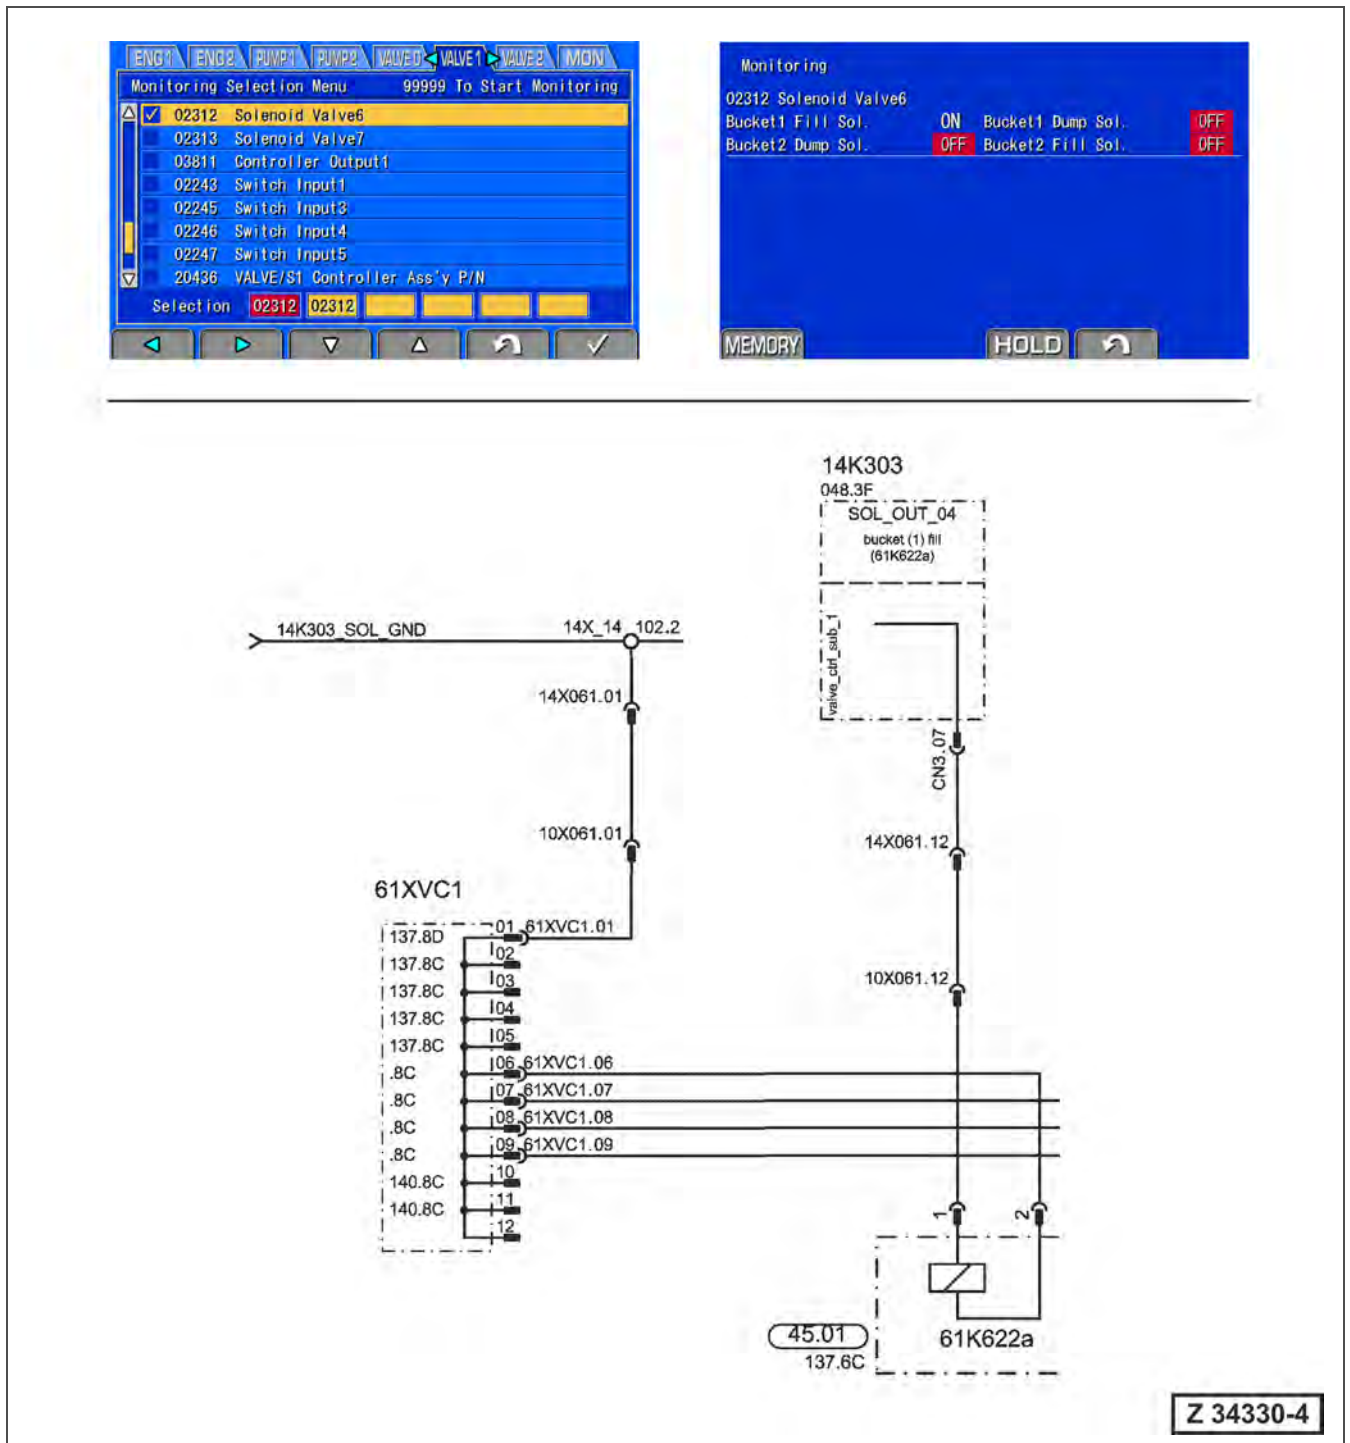 ENG1 ENG2 PUMP1 PUMP2 VALVE0 VALVE1 VALVE2 MON
Monitoring Selection Menu 99999 To Start Monitoring
02312 Solenoid Valve6
02313 Solenoid Valve7
03811 Controller Output1
02243 Switch Input1
02245 Switch Input3
02246 Switch Input4
02247 Switch Input5
20436 VALVE/S1 Controller Ass'y P/N
Selection 02312 02312
Monitoring
02312 Solenoid Valve6
Bucket1 Fill Sol. ON Bucket1 Dump Sol. OFF
Bucket2 Dump Sol. OFF Bucket2 Fill Sol. OFF
MEMORY HOLD
14K303
048.3F
SOL_OUT_04
bucket (1) fill
(61K622a)
valve_ctrl_sub_1
14K303_SOL_GND 14X_14 102.2
14X061.01
CN3.07
10X061.01
14X061.12
61XVC1
137.8D 01 61XVC1.01
137.8C 02
137.8C 03
137.8C 04
137.8C 05
.8C 06 61XVC1.06
.8C 07 61XVC1.07
.8C 08 61XVC1.08
.8C 09 61XVC1.09
140.8C 10
140.8C 11
12
10X061.12
1 2
45.01
137.6C
61K622a
Z 34330-4